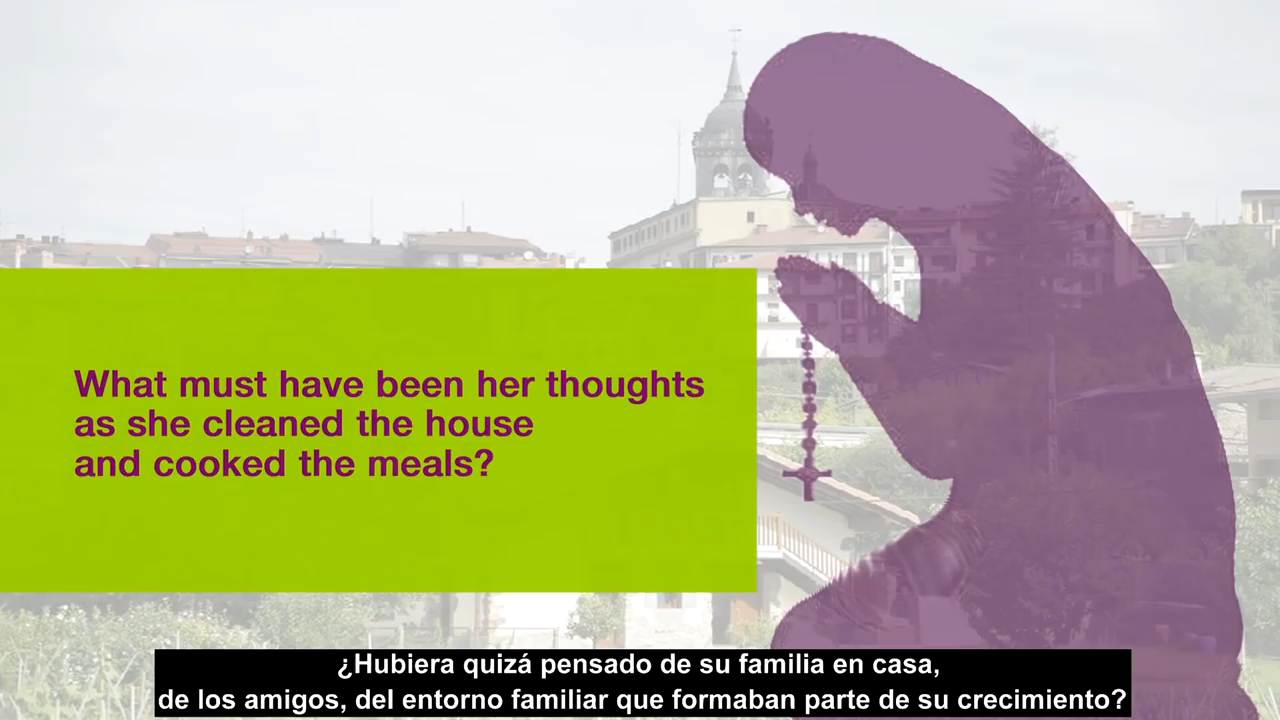 What must have been her thoughts
as she cleaned the house
and cooked the meals?
¿Hubiera quizá pensado de su familia en casa,
de los amigos, del entorno familiar que formaban parte de su crecimiento?